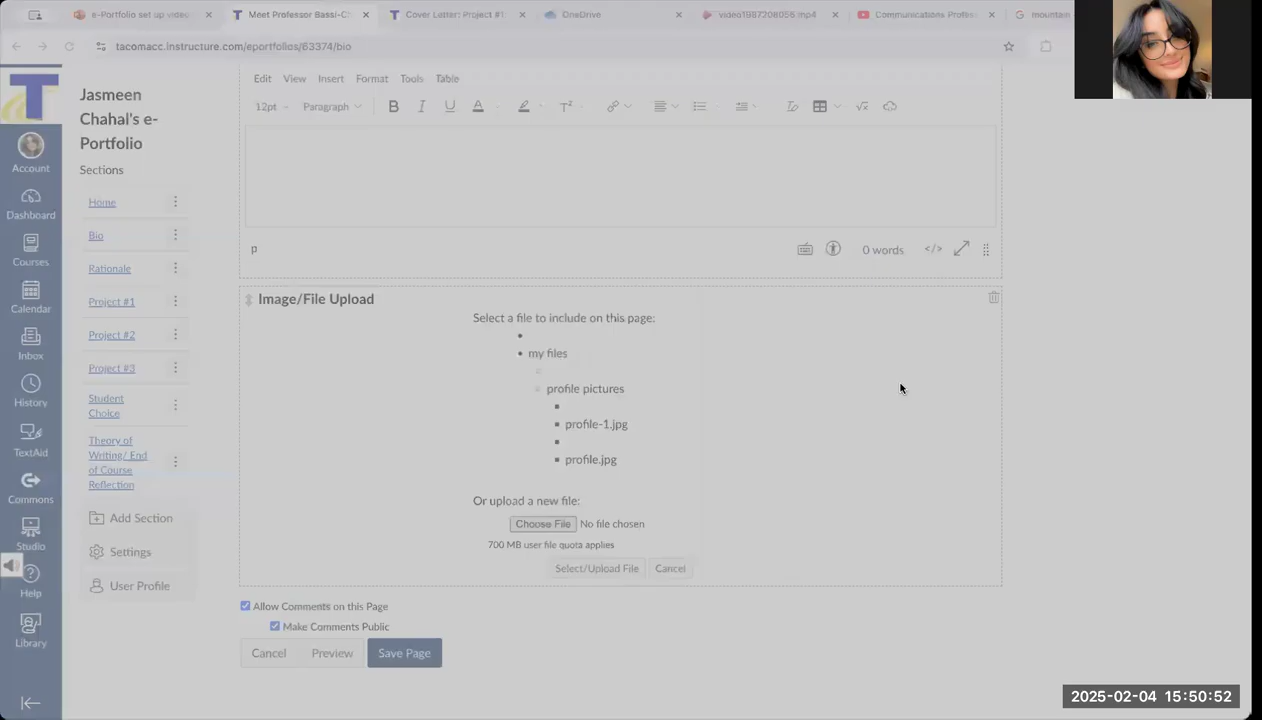 e-Portfolio set up video
Meet Professor Bassi-Ch
Cover Letter: Project #1
OneDrive
video1987208056.mp4
Communications Profes
mountain
tacomacc.instructure.com/eportfolios/63374/bio
Jasmeen
Chahal's e-
Portfolio
Sections
Home
Bio
Rationale
Project #1
Project #2
Project #3
Student
Choice
Theory of
Writing/ End
of Course
Reflection
Add Section
Settings
User Profile
Account
Dashboard
Courses
Calendar
Inbox
History
TextAid
Commons
Studio
Help
Library
Edit View Insert Format Tools Table
12pt Paragraph
p
0 words </>
Image/File Upload
Select a file to include on this page:
my files
profile pictures
profile-1.jpg
profile.jpg
Or upload a new file:
Choose File No file chosen
700 MB user file quota applies
Select/Upload File Cancel
Allow Comments on this Page
Make Comments Public
Cancel Preview Save Page
2025-02-04 15:50:52